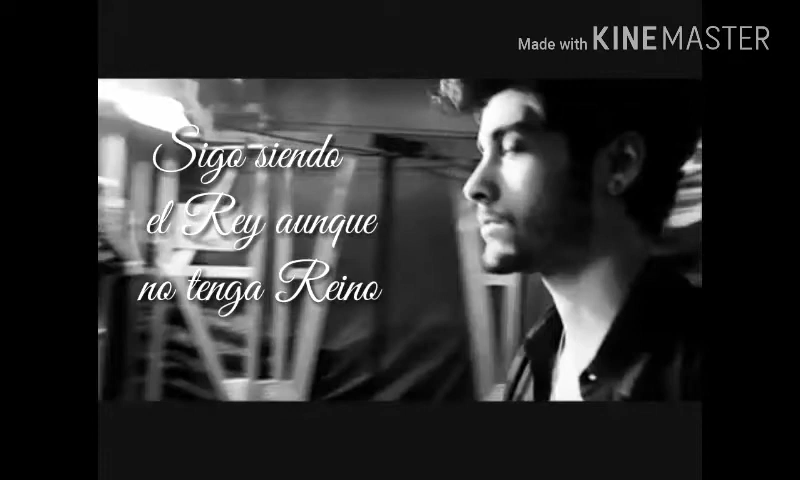 Made with KINEMASTER
Sigo siendo
el Rey aunque
no tenga Reino